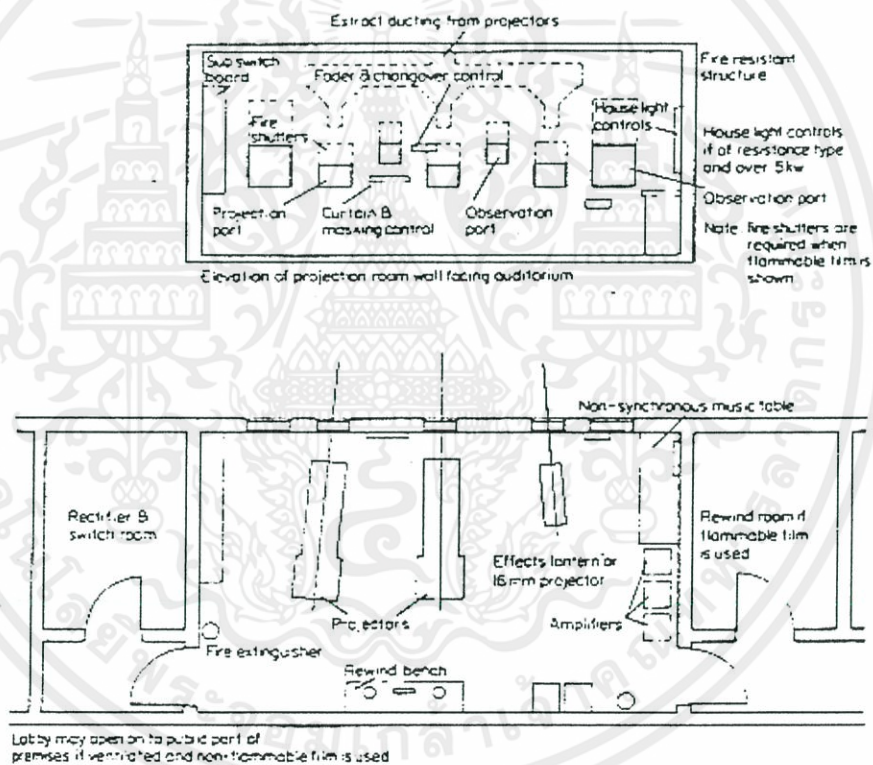 Extract ducting from projectors
Sub switch
board
Fader & changover control
Fire resistant
structure
Fire
shutters
House light
controls
House light controls
if of resistance type
and over 5kw
Observation port
Projection
port
Curtain &
masking control
Observation
port
Note: fire shutters are
required when
flammable film is
shown
Elevation of projection room wall facing auditorium
Non-synchronous music table
Rectifier &
switch room
Rewind room if
flammable film
is used
Effects lantern or
16mm projector
Projectors
Amplifiers
Fire extinguisher
Rewind bench
Lobby may open on to public part of
premises if ventilated and non-flammable film is used